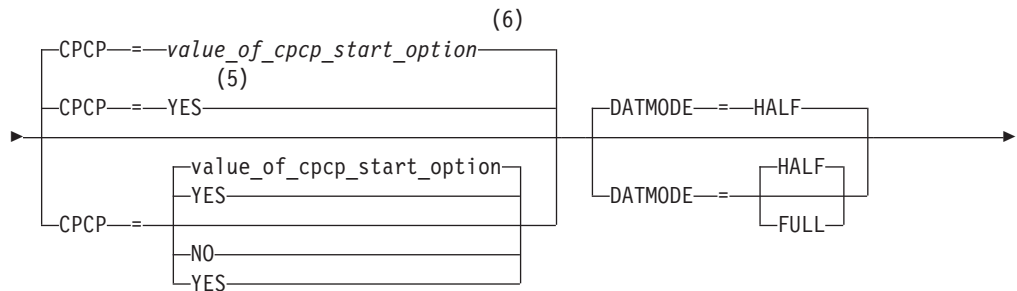 (6)
CPCP = value_of_cpcp_start_option
(5)
CPCP = YES
DATMODE = HALF
value_of_cpcp_start_option
HALF
YES
DATMODE =
CPCP =
FULL
NO
YES